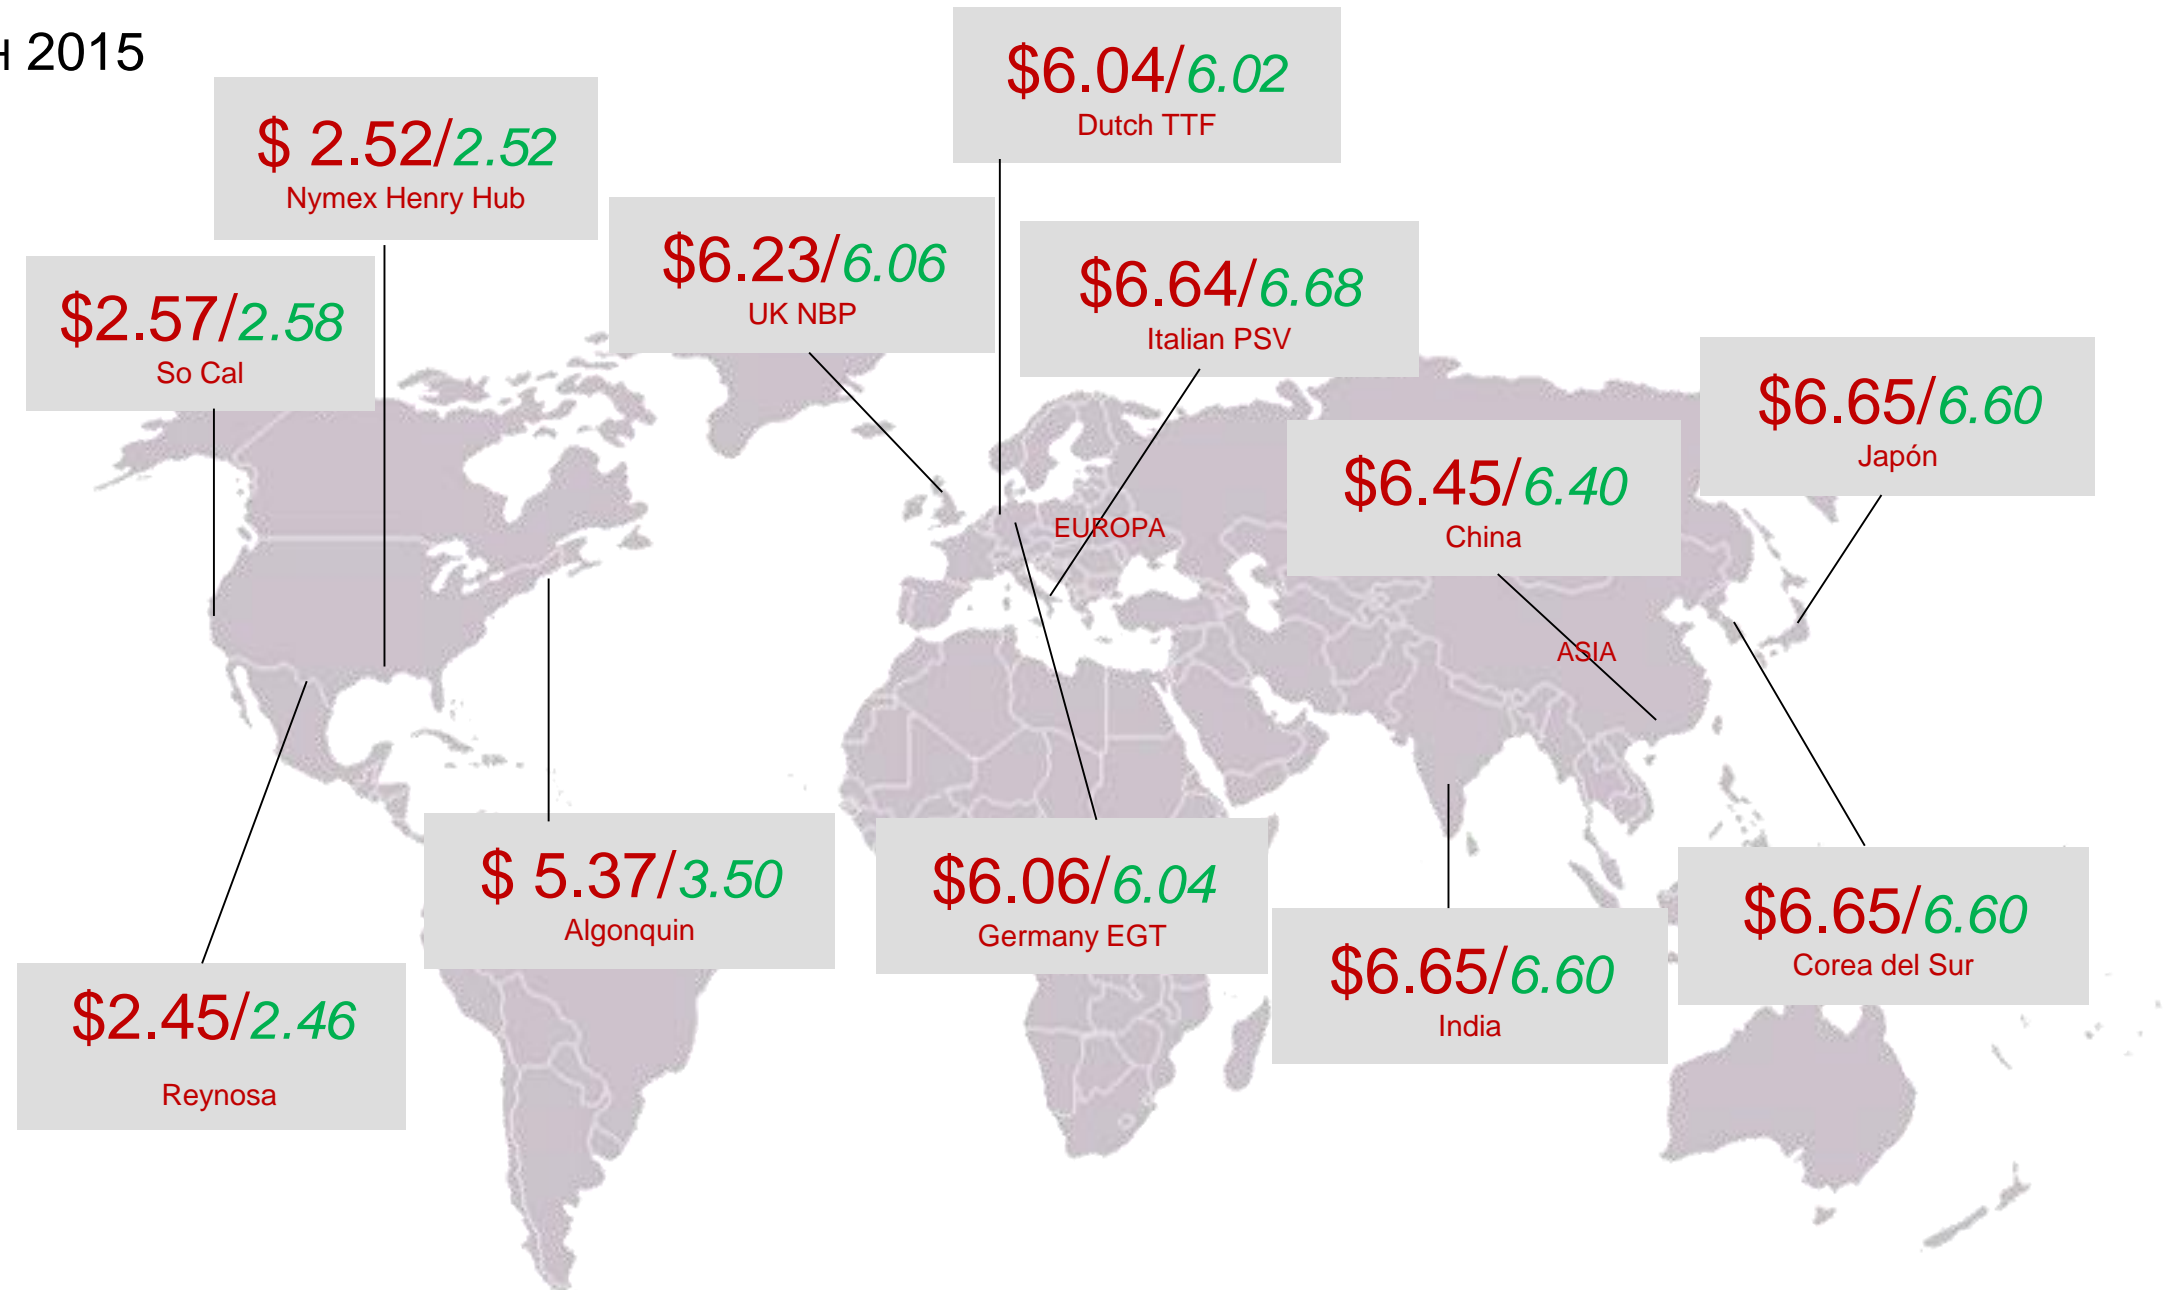 2015
$6.04/6.02
Dutch TTF
$ 2.52/2.52
Nymex Henry Hub
$6.23/6.06
UK NBP
$6.64/6.68
Italian PSV
$2.57/2.58
So Cal
$6.65/6.60
Japón
$6.45/6.40
China
EUROPA
ASIA
$ 5.37/3.50
Algonquin
$6.06/6.04
Germany EGT
$6.65/6.60
Corea del Sur
$6.65/6.60
India
$2.45/2.46
Reynosa